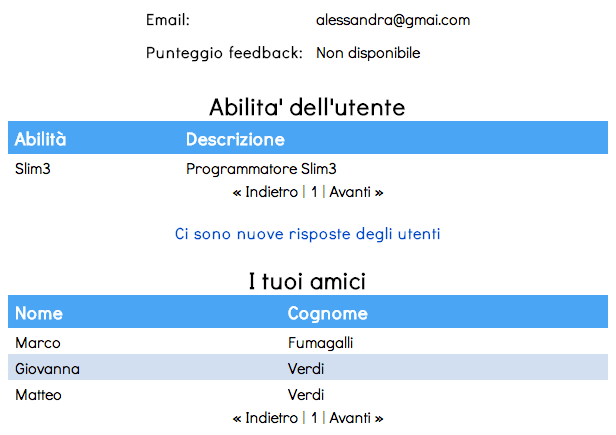 Email: alessandra@gmai.com
Punteggio feedback: Non disponibile
Abilita' dell'utente
Abilità Descrizione
Slim3 Programmatore Slim3
« Indietro | 1 | Avanti »
Ci sono nuove risposte degli utenti
I tuoi amici
Nome Cognome
Marco Fumagalli
Giovanna Verdi
Matteo Verdi
« Indietro | 1 | Avanti »